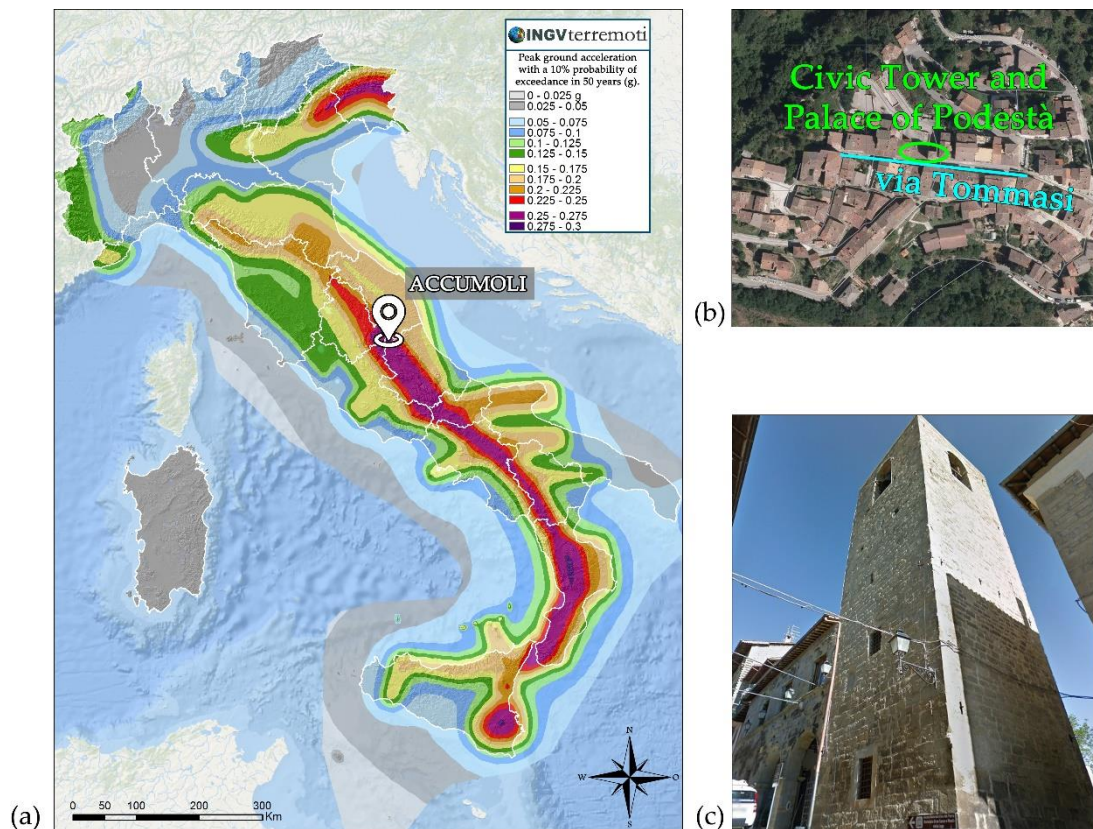 INGVterremoti
Peak ground acceleration
with a 10% probability of
exceedance in 50 years (g).
0 - 0.025 g
0.025 - 0.05
0.05 - 0.075
0.075 - 0.1
0.1 - 0.125
0.125 - 0.15
0.15 - 0.175
0.175 - 0.2
0.2 - 0.225
0.225 - 0.25
0.25 - 0.275
0.275 - 0.3
ACCUMOLI
N
W
O
S
0 50 100 200 300
Km
(a)
Civic Tower and
Palace of Podestà
via Tommasi
(b)
(c)